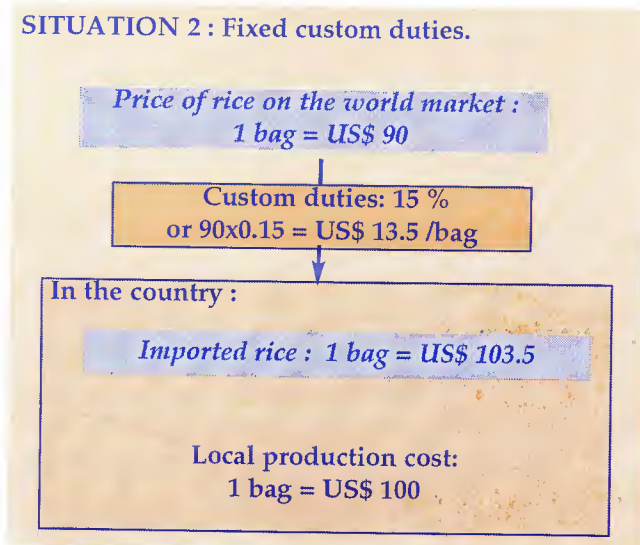 SITUATION 2 : Fixed custom duties.
Price of rice on the world market :
1 bag = US$ 90
Custom duties: 15 %
or 90x0.15 = US$ 13.5 /bag
In the country :
Imported rice : 1 bag = US$ 103.5
Local production cost:
1 bag = US$ 100